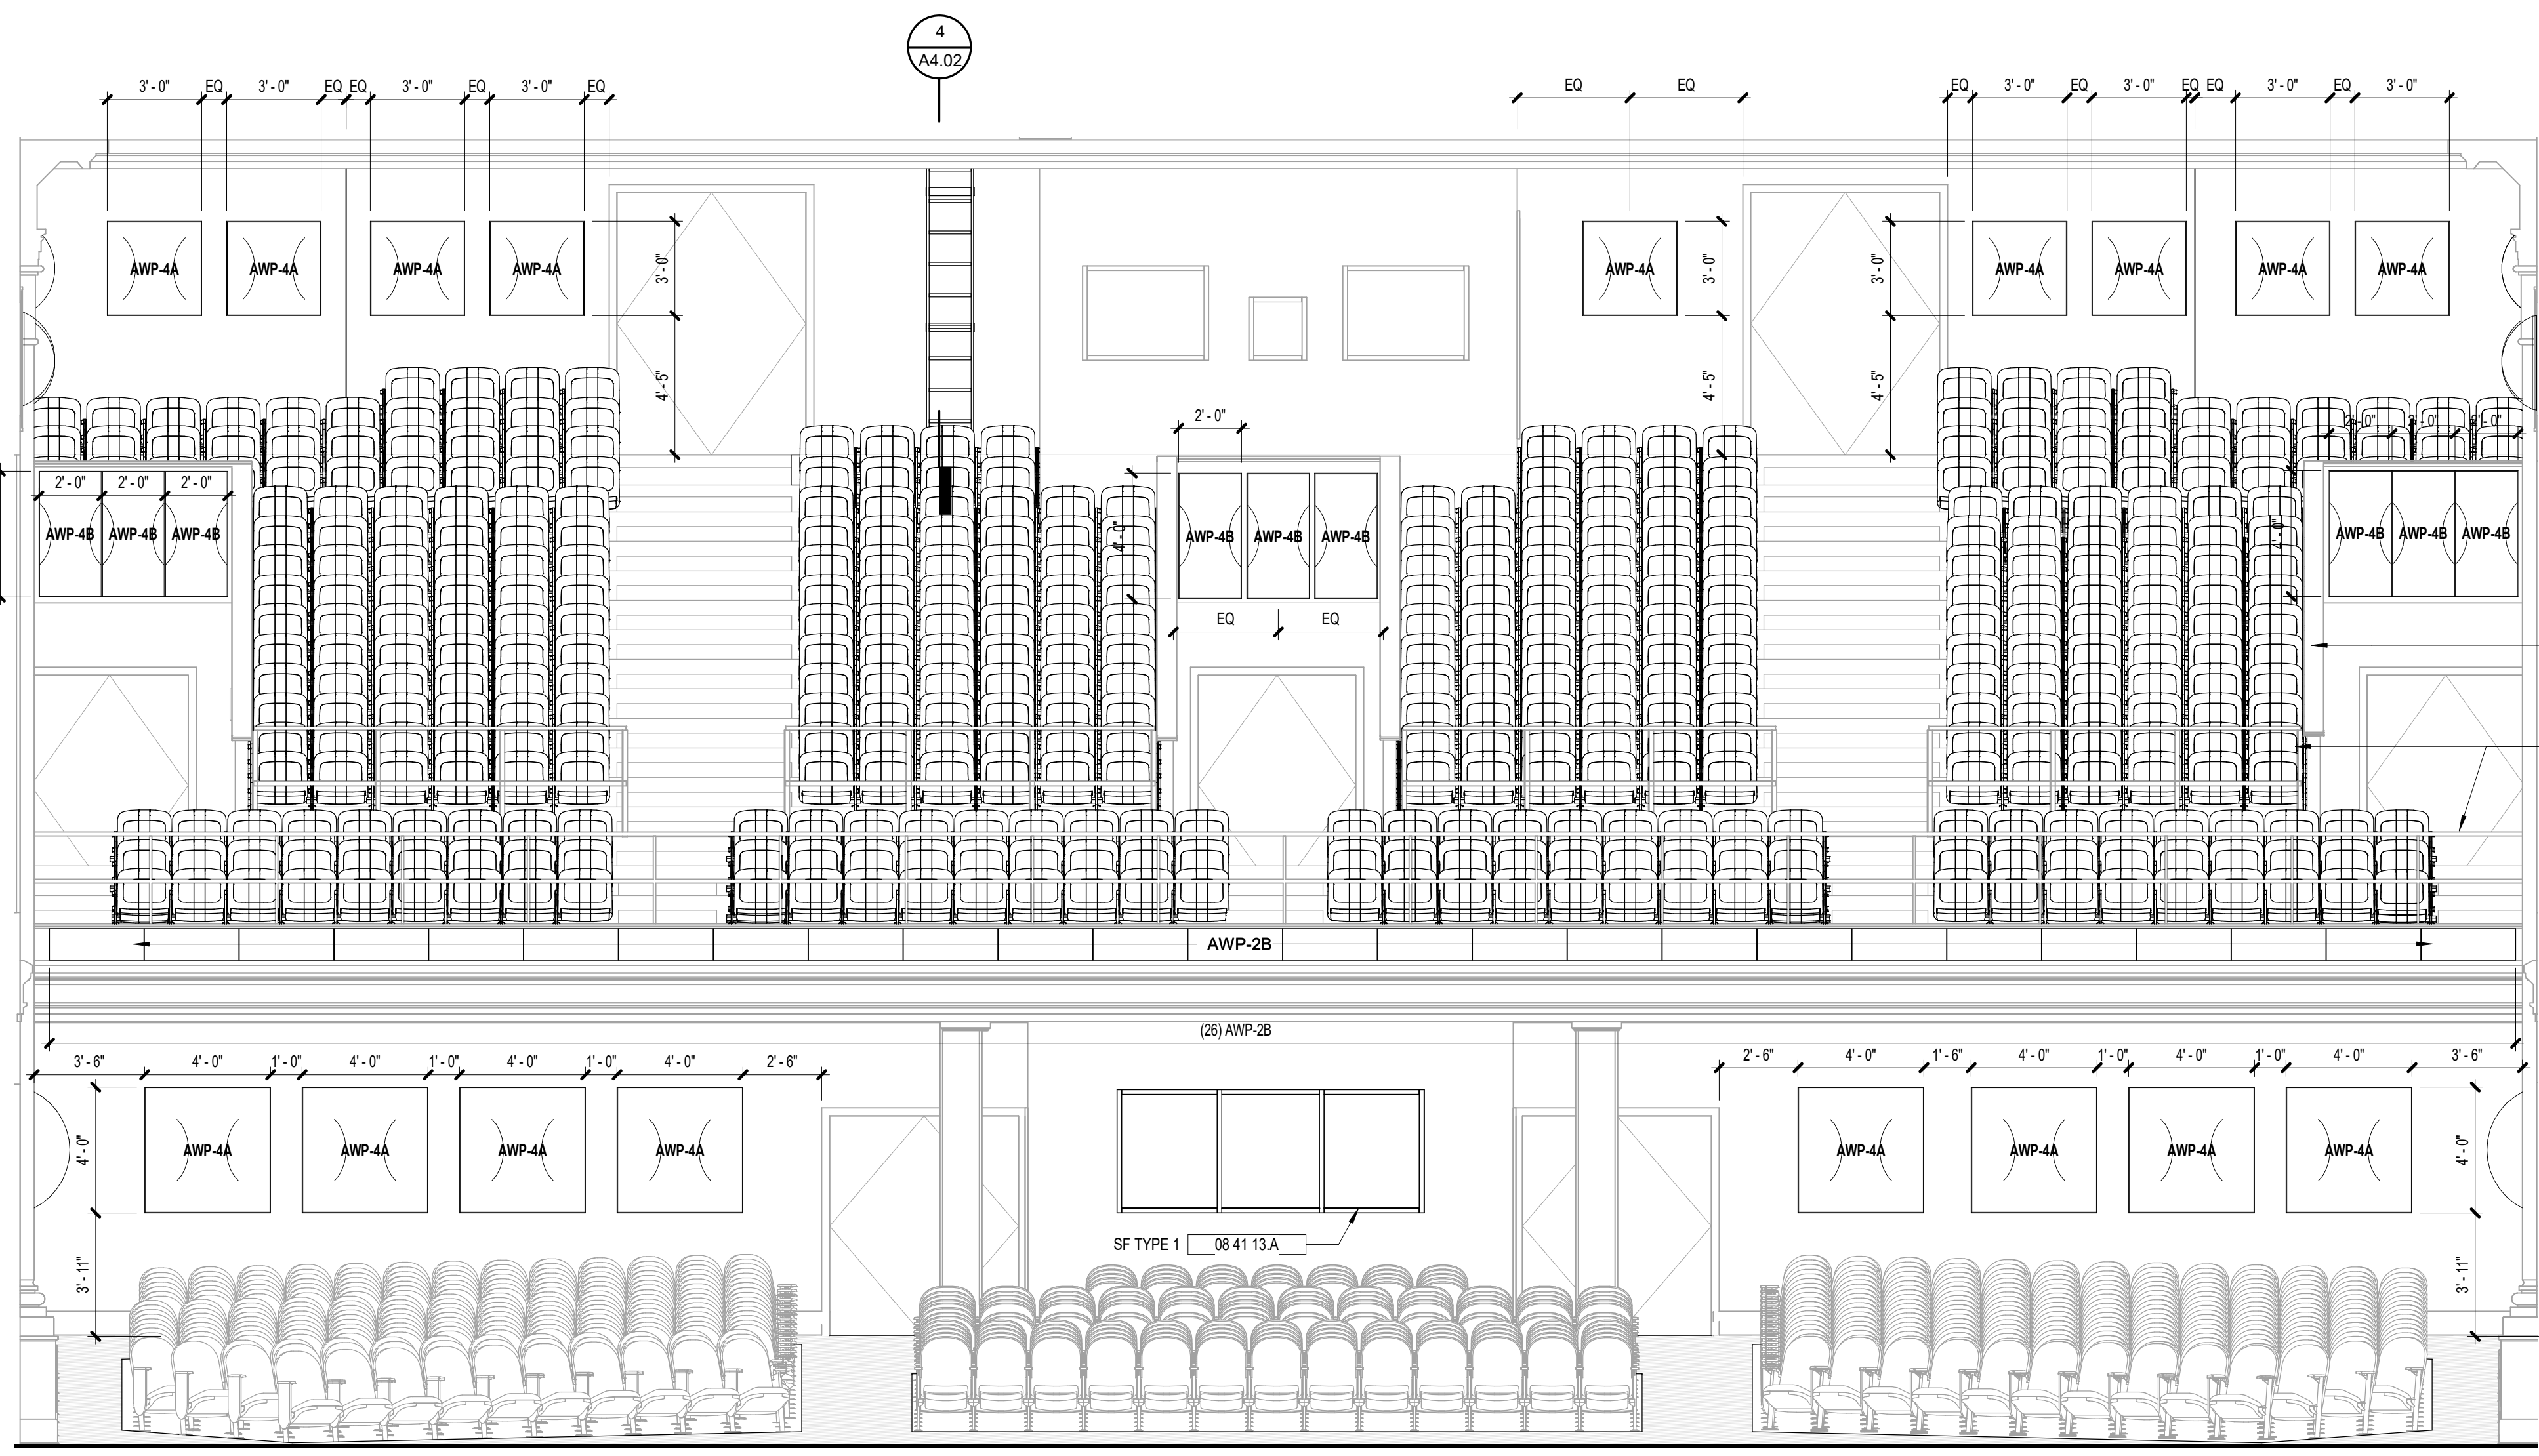 4
A4.02
3' - 0" EQ 3' - 0" EQ EQ 3' - 0" EQ 3' - 0" EQ
EQ EQ
EQ 3' - 0" EQ 3' - 0" EQ EQ 3' - 0" EQ 3' - 0"
AWP-4A AWP-4A AWP-4A AWP-4A
3' - 0"
AWP-4A
3' - 0"
3' - 0"
AWP-4A AWP-4A AWP-4A AWP-4A
4' - 5"
4' - 5"
4' - 5"
2' - 0"
2' - 0" 2' - 0" 2' - 0"
2' - 0" 2' - 0" 2' - 0"
AWP-4B AWP-4B AWP-4B
4' - 0"
AWP-4B AWP-4B AWP-4B
4' - 0"
AWP-4B AWP-4B AWP-4B
EQ EQ
AWP-2B
(26) AWP-2B
3' - 6" 4' - 0" 1' - 0" 4' - 0" 1' - 0" 4' - 0" 1' - 0" 4' - 0" 2' - 6"
2' - 6" 4' - 0" 1' - 6" 4' - 0" 1' - 0" 4' - 0" 1' - 0" 4' - 0" 3' - 6"
4' - 0"
AWP-4A AWP-4A AWP-4A AWP-4A
AWP-4A AWP-4A AWP-4A AWP-4A
4' - 0"
SF TYPE 1 08 41 13.A
3' - 11"
3' - 11"